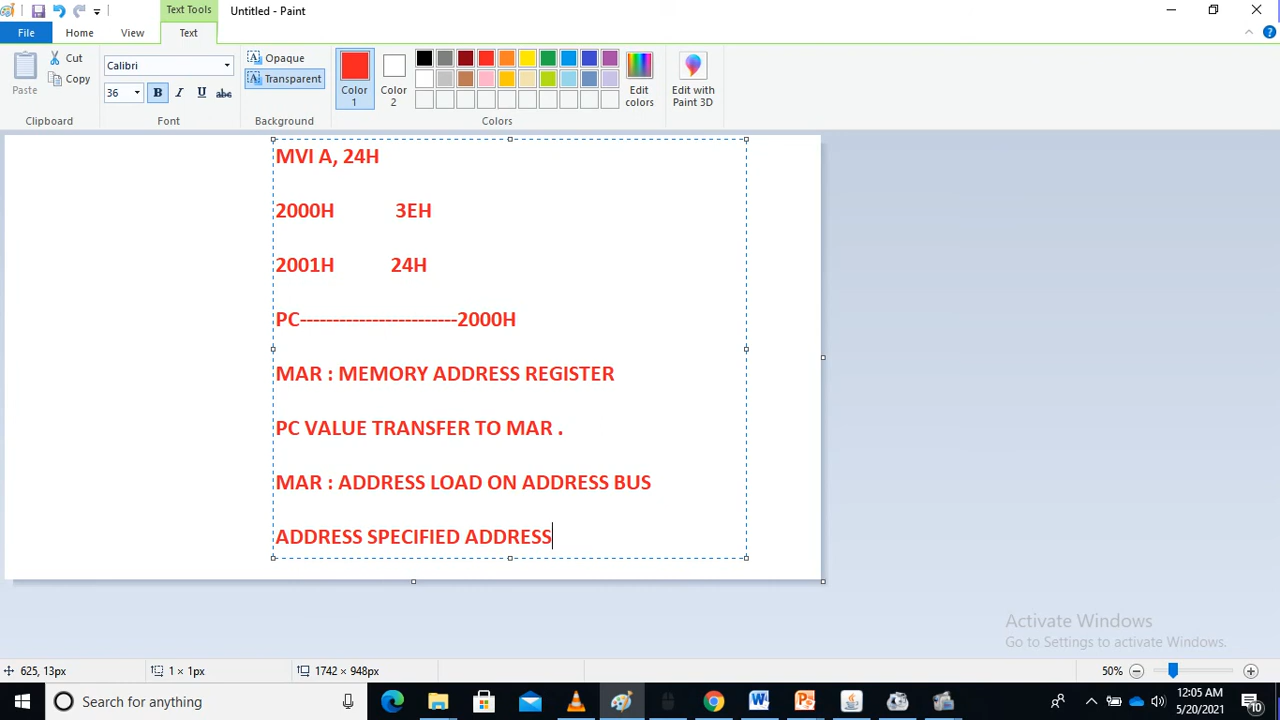 Text Tools
Untitled - Paint
File
Home
View
Text
Paste
Cut
Copy
Clipboard
Calibri
36
B I U abc
Font
Opaque
Transparent
Background
Color 1
Color 2
Edit colors
Colors
Edit with Paint 3D
MVI A, 24H
2000H 3EH
2001H 24H
PC------------------------2000H
MAR : MEMORY ADDRESS REGISTER
PC VALUE TRANSFER TO MAR .
MAR : ADDRESS LOAD ON ADDRESS BUS
ADDRESS SPECIFIED ADDRESS
Activate Windows
Go to Settings to activate Windows.
625, 13px
1 × 1px
1742 × 948px
50%
Search for anything
12:05 AM
5/20/2021
10